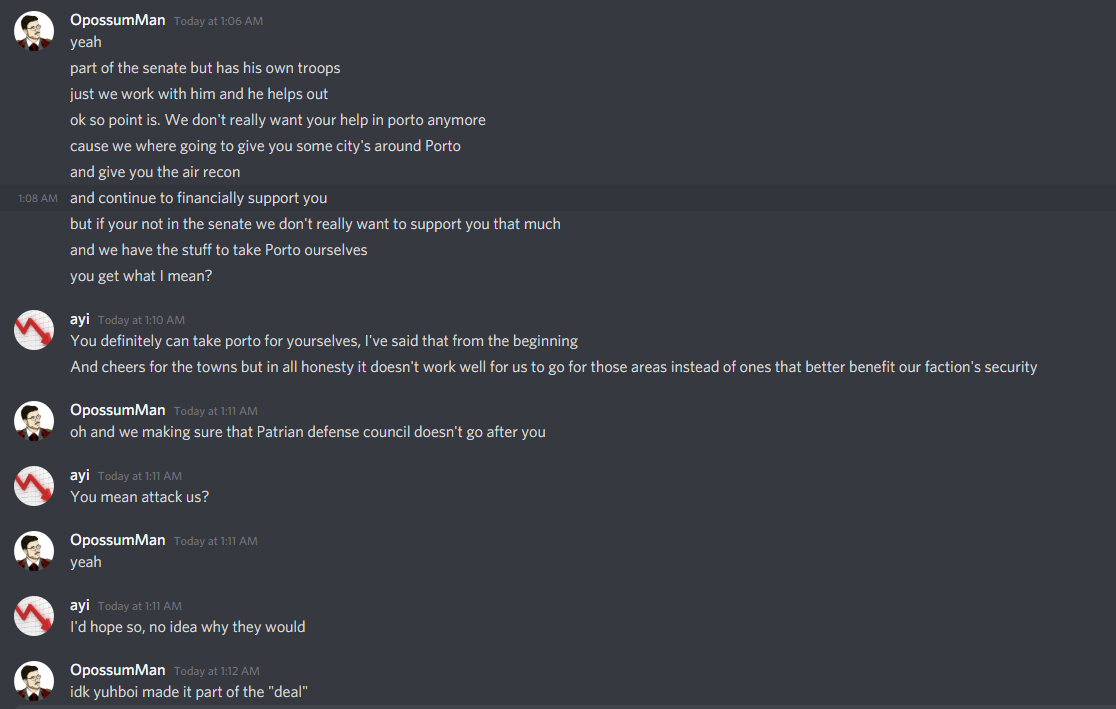 OpossumMan Today at 1:06 AM
yeah
part of the senate but has his own troops
just we work with him and he helps out
ok so point is. We don't really want your help in porto anymore
cause we where going to give you some city's around Porto
and give you the air recon
1:08 AM and continue to financially support you
but if your not in the senate we don't really want to support you that much
and we have the stuff to take Porto ourselves
you get what I mean?
ayi Today at 1:10 AM
You definitely can take porto for yourselves, I've said that from the beginning
And cheers for the towns but in all honesty it doesn't work well for us to go for those areas instead of ones that better benefit our faction's security
OpossumMan Today at 1:11 AM
oh and we making sure that Patrian defense council doesn't go after you
ayi Today at 1:11 AM
You mean attack us?
OpossumMan Today at 1:11 AM
yeah
ayi Today at 1:11 AM
I'd hope so, no idea why they would
OpossumMan Today at 1:12 AM
idk yuhboi made it part of the "deal"